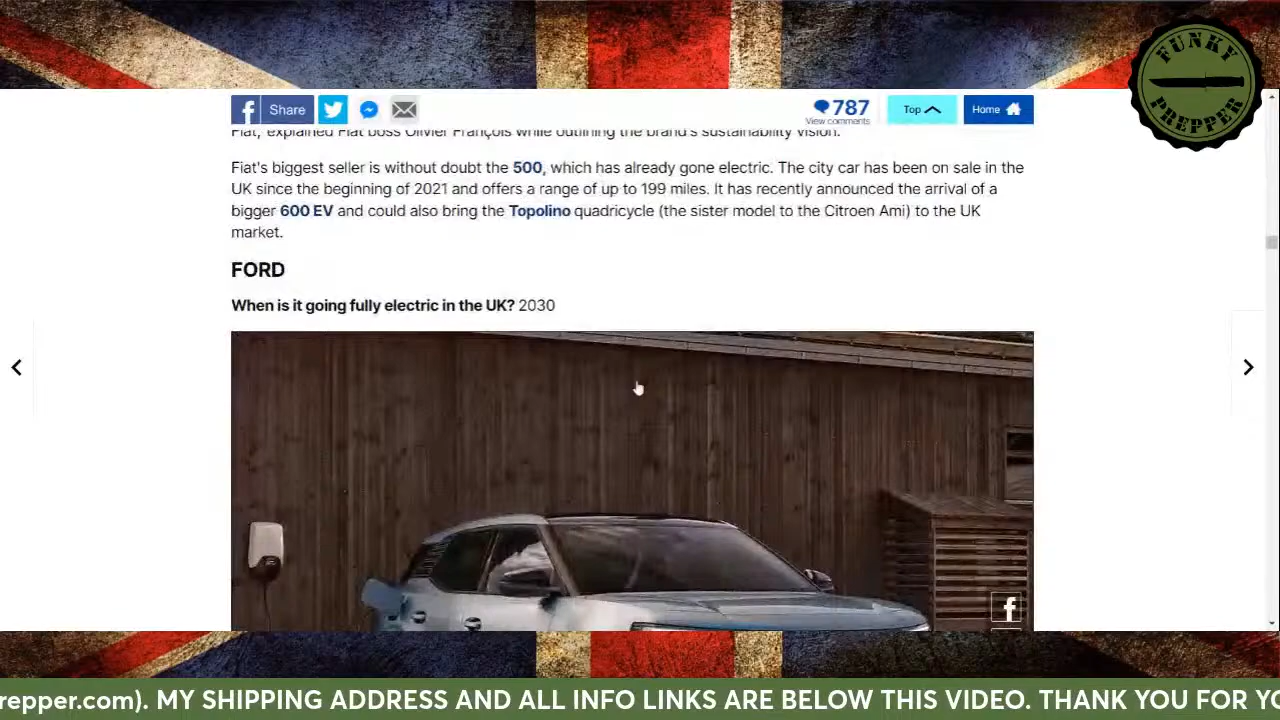 FUNKY
PREPPER
Share
787
View comments
Top
Home
Fiat, explained Fiat boss Olivier François while outlining the brand's sustainability vision.
Fiat's biggest seller is without doubt the 500, which has already gone electric. The city car has been on sale in the
UK since the beginning of 2021 and offers a range of up to 199 miles. It has recently announced the arrival of a
bigger 600 EV and could also bring the Topolino quadricycle (the sister model to the Citroen Ami) to the UK
market.
FORD
When is it going fully electric in the UK? 2030
repper.com). MY SHIPPING ADDRESS AND ALL INFO LINKS ARE BELOW THIS VIDEO. THANK YOU FOR YO